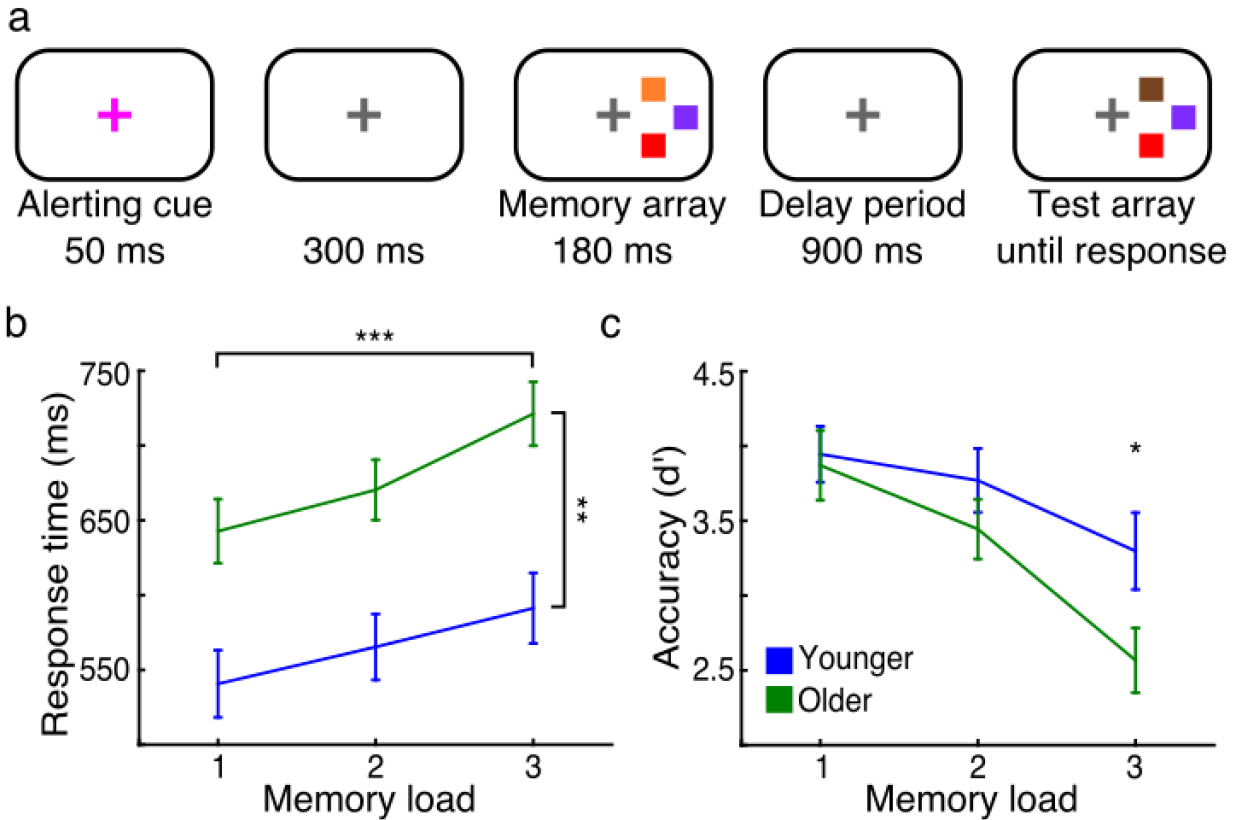 a
Alerting cue
50 ms
300 ms
Memory array
180 ms
Delay period
900 ms
Test array
until response
b
***
**
750
650
550
Response time (ms)
1 2 3
Memory load
c
*
4.5
3.5
2.5
Accuracy (d')
Younger
Older
1 2 3
Memory load